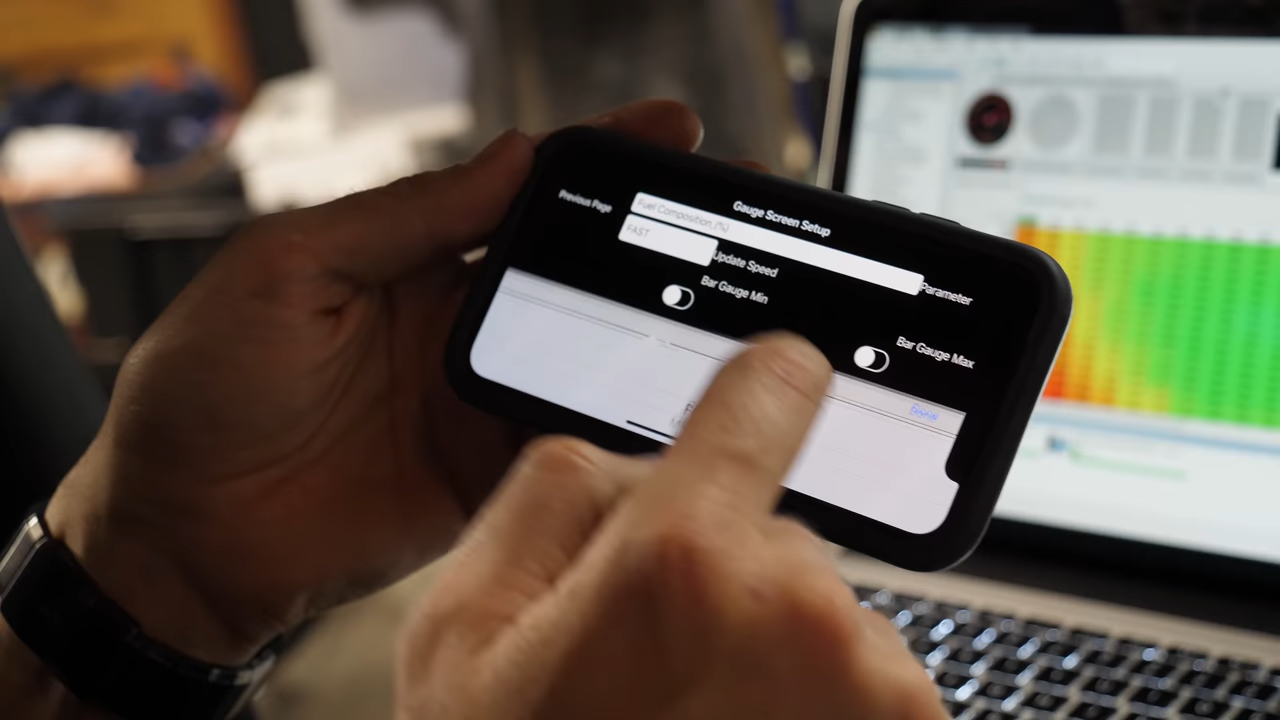 Gauge Screen Setup
Previous Page
Fuel Composition (%)
Parameter
FAST
Update Speed
Bar Gauge Min
Bar Gauge Max